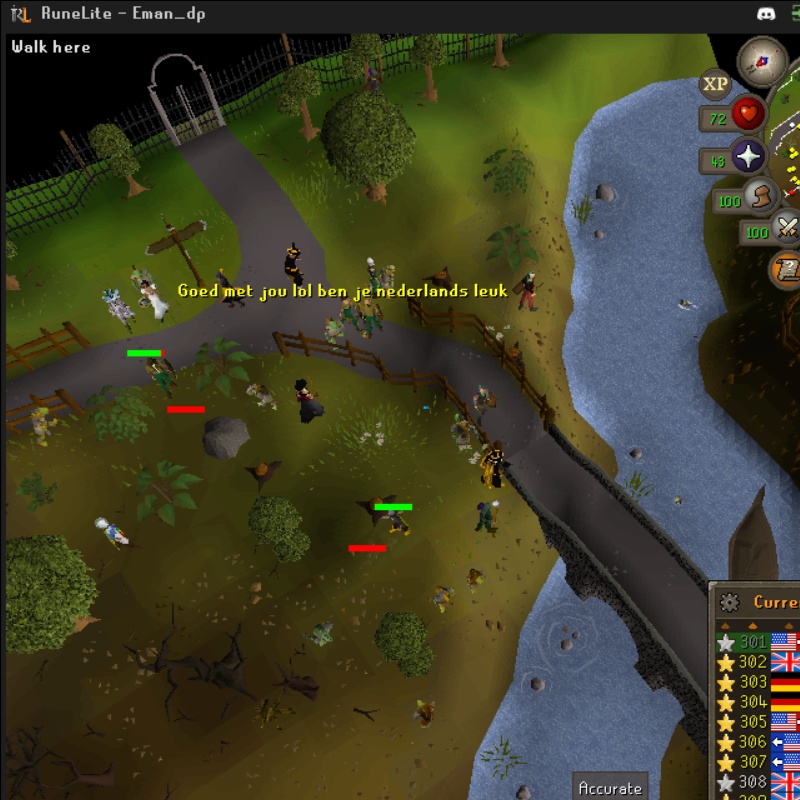 RuneLite - Eman_dp
Walk here
XP
72
43
100
100
Goed met jou lol ben je nederlands leuk
Curre
301
302
303
304
305
306
307
308
Accurate